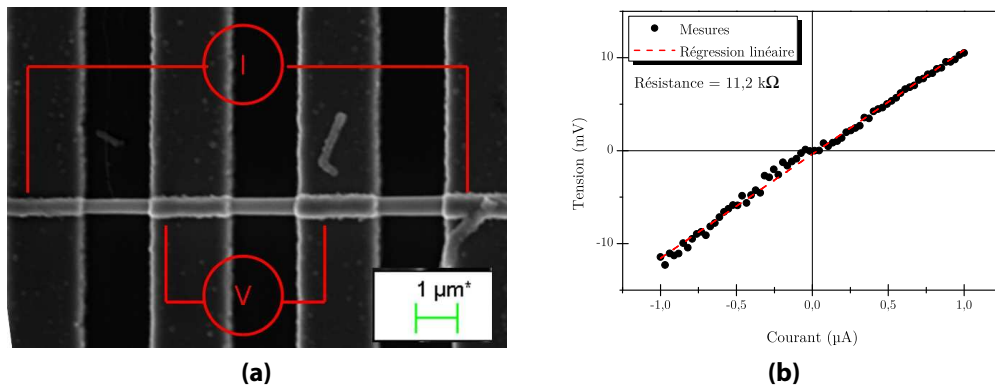 I
V
1 µm*
(a)
Mesures
Régression linéaire
Résistance = 11,2 kΩ
10
0
-10
Tension (mV)
-1,0 -0,5 0,0 0,5 1,0
Courant (µA)
(b)